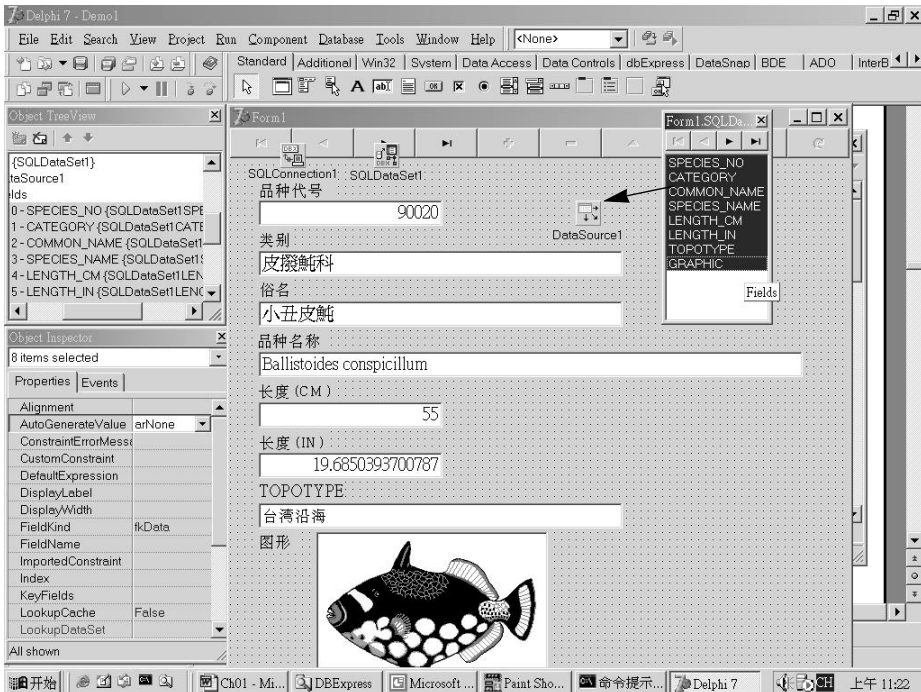 Delphi 7 - Demo1
File Edit Search View Project Run Component Database Tools Window Help <None>
Standard Additional Win32 System Data Access Data Controls dbExpress DataSnap BDE ADO InterB
Object TreeView
{SQLDataSet1}
taSource1
lds
0 - SPECIES_NO {SQLDataSet1SPE
1 - CATEGORY {SQLDataSet1CATE
2 - COMMON_NAME {SQLDataSet1
3 - SPECIES_NAME {SQLDataSet1S
4 - LENGTH_CM {SQLDataSet1LEN
5 - LENGTH_IN {SQLDataSet1LENG
Object Inspector
8 items selected
Properties Events
Alignment
AutoGenerateValue arNone
ConstraintErrorMessa
CustomConstraint
DefaultExpression
DisplayLabel
DisplayWidth
FieldKind fkData
FieldName
ImportedConstraint
Index
KeyFields
LookupCache False
LookupDataSet
All shown
Form1
SQLConnection1 SQLDataSet1
品种代号
90020
DataSource1
类别
皮撥魨科
俗名
小丑皮魨
品种名称
Ballistoides conspicillum
长度(CM)
55
长度(IN)
19.6850393700787
TOPOTYPE
台湾沿海
图形
Form1.SQLDa...
SPECIES_NO
CATEGORY
COMMON_NAME
SPECIES_NAME
LENGTH_CM
LENGTH_IN
TOPOTYPE
GRAPHIC
Fields
开始 Ch01 - Mi... DBExpress Microsoft ... Paint Sho... 命令提示... Delphi 7 CH 上午 11:22